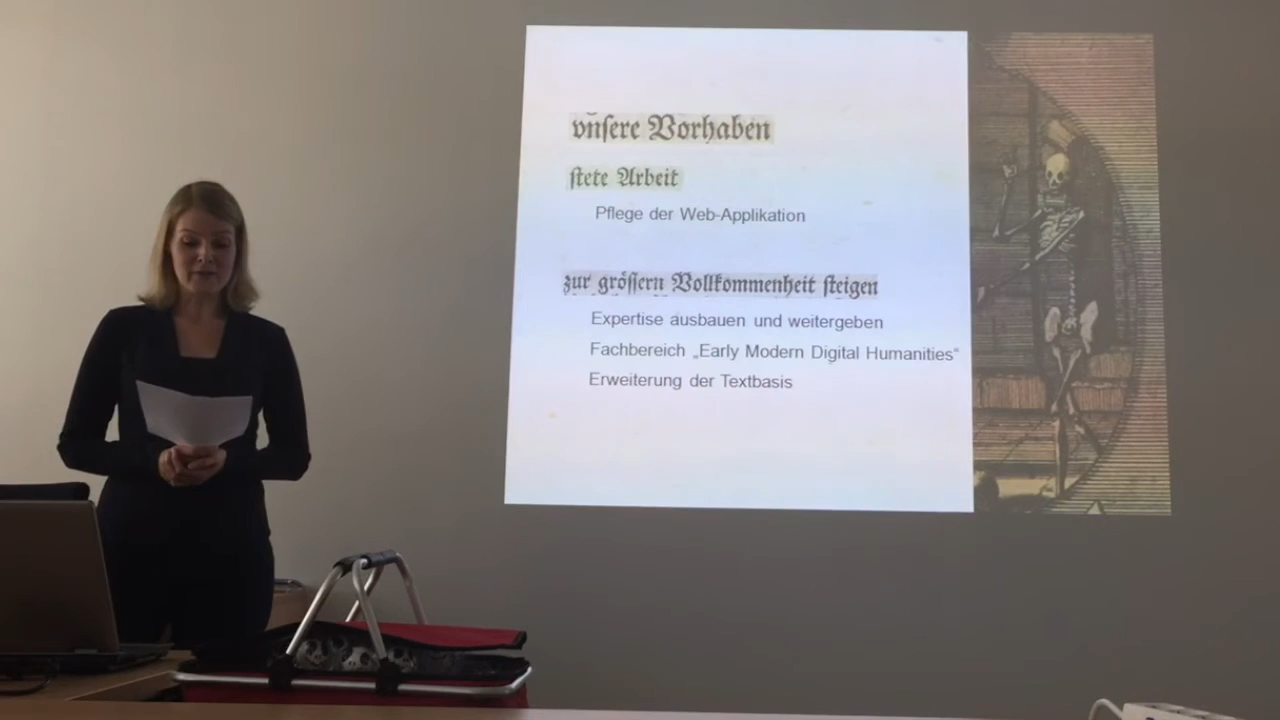 vñſere Vorhaben
ſtete Arbeit
Pflege der Web-Applikation
zur gröſſern Vollkommenheit ſteigen
Expertise ausbauen und weitergeben
Fachbereich „Early Modern Digital Humanities“
Erweiterung der Textbasis